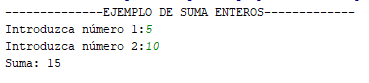 --------------EJEMPLO DE SUMA ENTEROS-------------
Introduzca número 1:5
Introduzca número 2:10
Suma: 15